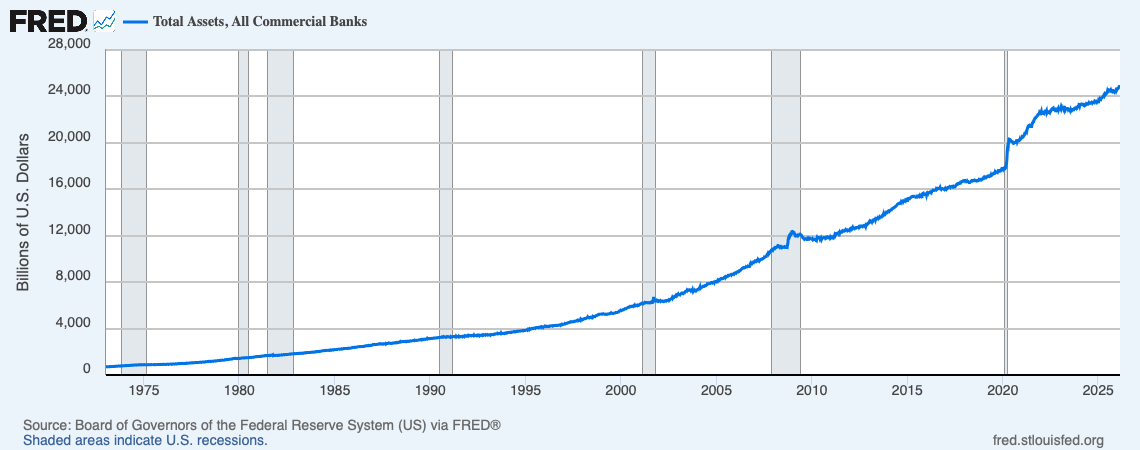 FRED
Total Assets, All Commercial Banks
28,000
24,000
20,000
16,000
12,000
8,000
4,000
0
Billions of U.S. Dollars
1975 1980 1985 1990 1995 2000 2005 2010 2015 2020 2025
Source: Board of Governors of the Federal Reserve System (US) via FRED®
Shaded areas indicate U.S. recessions.
fred.stlouisfed.org